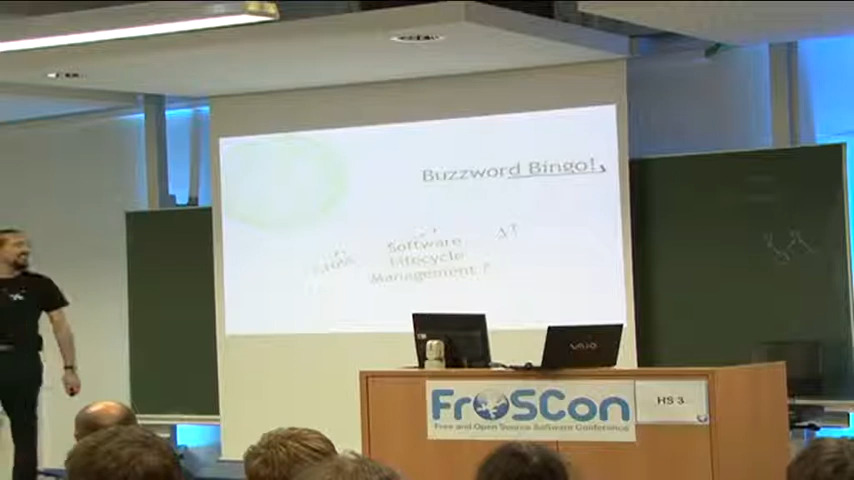 Buzzword Bingo!
Software
Lifecycle
Management ?
VAIO
FrOSCon
Free and Open Source Software Conference
HS 3